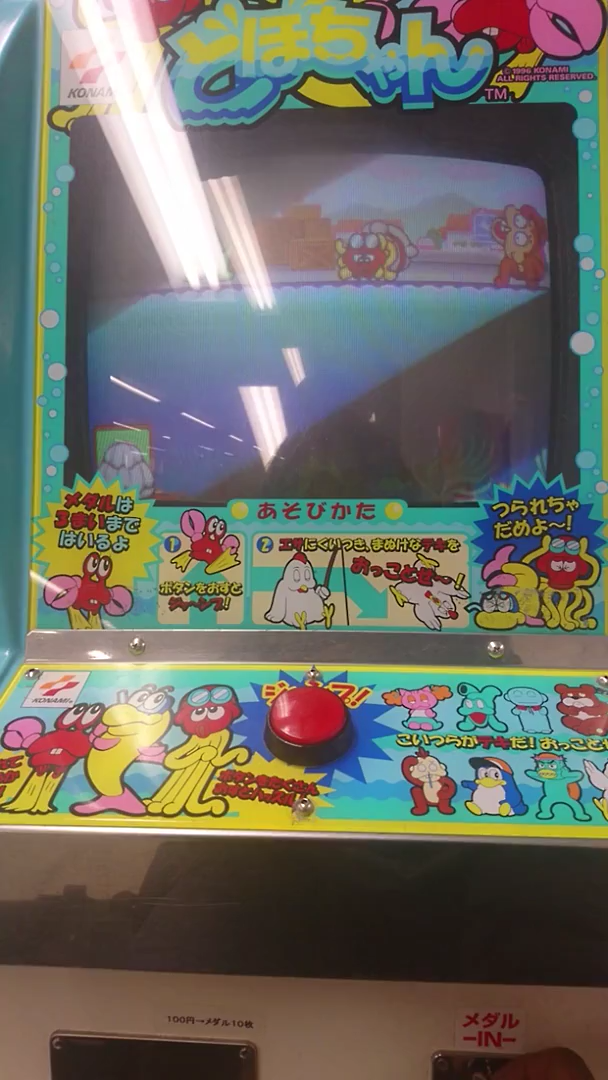 どぼちゃん
TM
KONAMI
© 1996 KONAMI
ALL RIGHTS RESERVED.
あそびかた
メダルは
3まいまで
はいるよ
つられちゃ
だめよ〜!
①
ボタンをおすと
ジャ〜ンプ!
②
エサにくいつき、まぬけなテキを
おっことせ〜!
KONAMI
ジャンプ!
こいつらがテキだ! おっことせ
100円→メダル10枚
メダル
-IN-